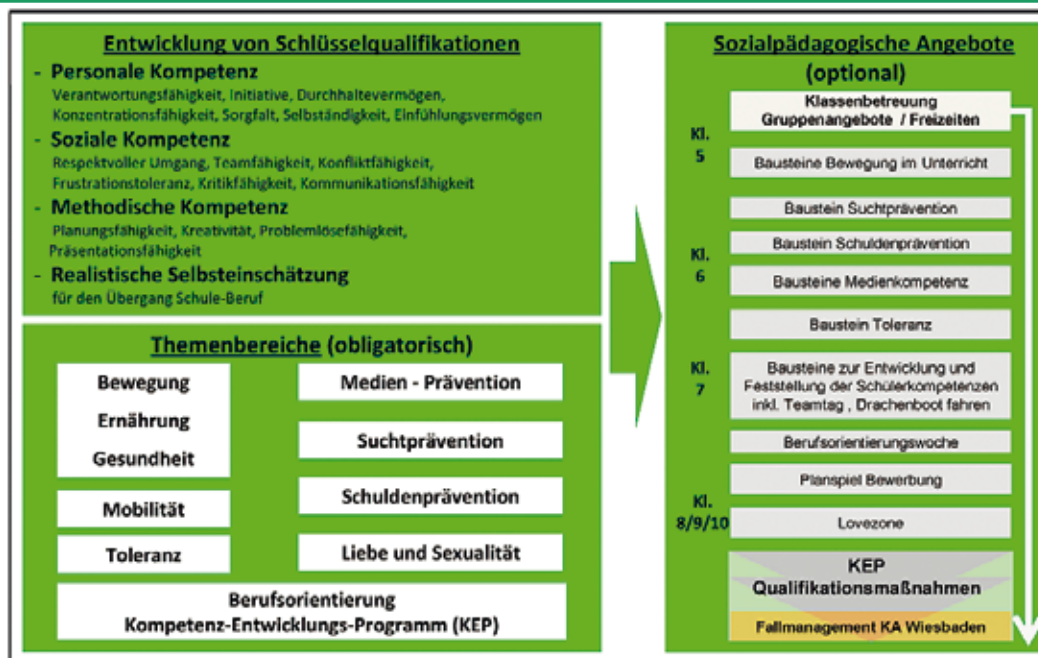 Entwicklung von Schlüsselqualifikationen
- Personale Kompetenz
Verantwortungsfähigkeit, Initiative, Durchhaltevermögen,
Konzentrationsfähigkeit, Sorgfalt, Selbständigkeit, Einfühlungsvermögen
- Soziale Kompetenz
Respektvoller Umgang, Teamfähigkeit, Konfliktfähigkeit,
Frustrationstoleranz, Kritikfähigkeit, Kommunikationsfähigkeit
- Methodische Kompetenz
Planungsfähigkeit, Kreativität, Problemlösefähigkeit,
Präsentationsfähigkeit
- Realistische Selbsteinschätzung
für den Übergang Schule-Beruf
Themenbereiche (obligatorisch)
Bewegung
Ernährung
Gesundheit
Mobilität
Toleranz
Medien - Prävention
Suchtprävention
Schuldenprävention
Liebe und Sexualität
Berufsorientierung
Kompetenz-Entwicklungs-Programm (KEP)
Sozialpädagogische Angebote
(optional)
Klassenbetreuung
Gruppenangebote / Freizeiten
Kl.
5
Bausteine Bewegung im Unterricht
Baustein Suchtprävention
Baustein Schuldenprävention
Kl.
6
Bausteine Medienkompetenz
Baustein Toleranz
Kl.
7
Bausteine zur Entwicklung und
Feststellung der Schülerkompetenzen
inkl. Teamtag , Drachenboot fahren
Berufsorientierungswoche
Planspiel Bewerbung
Kl.
8/9/10
Lovezone
KEP
Qualifikationsmaßnahmen
Fallmanagement KA Wiesbaden